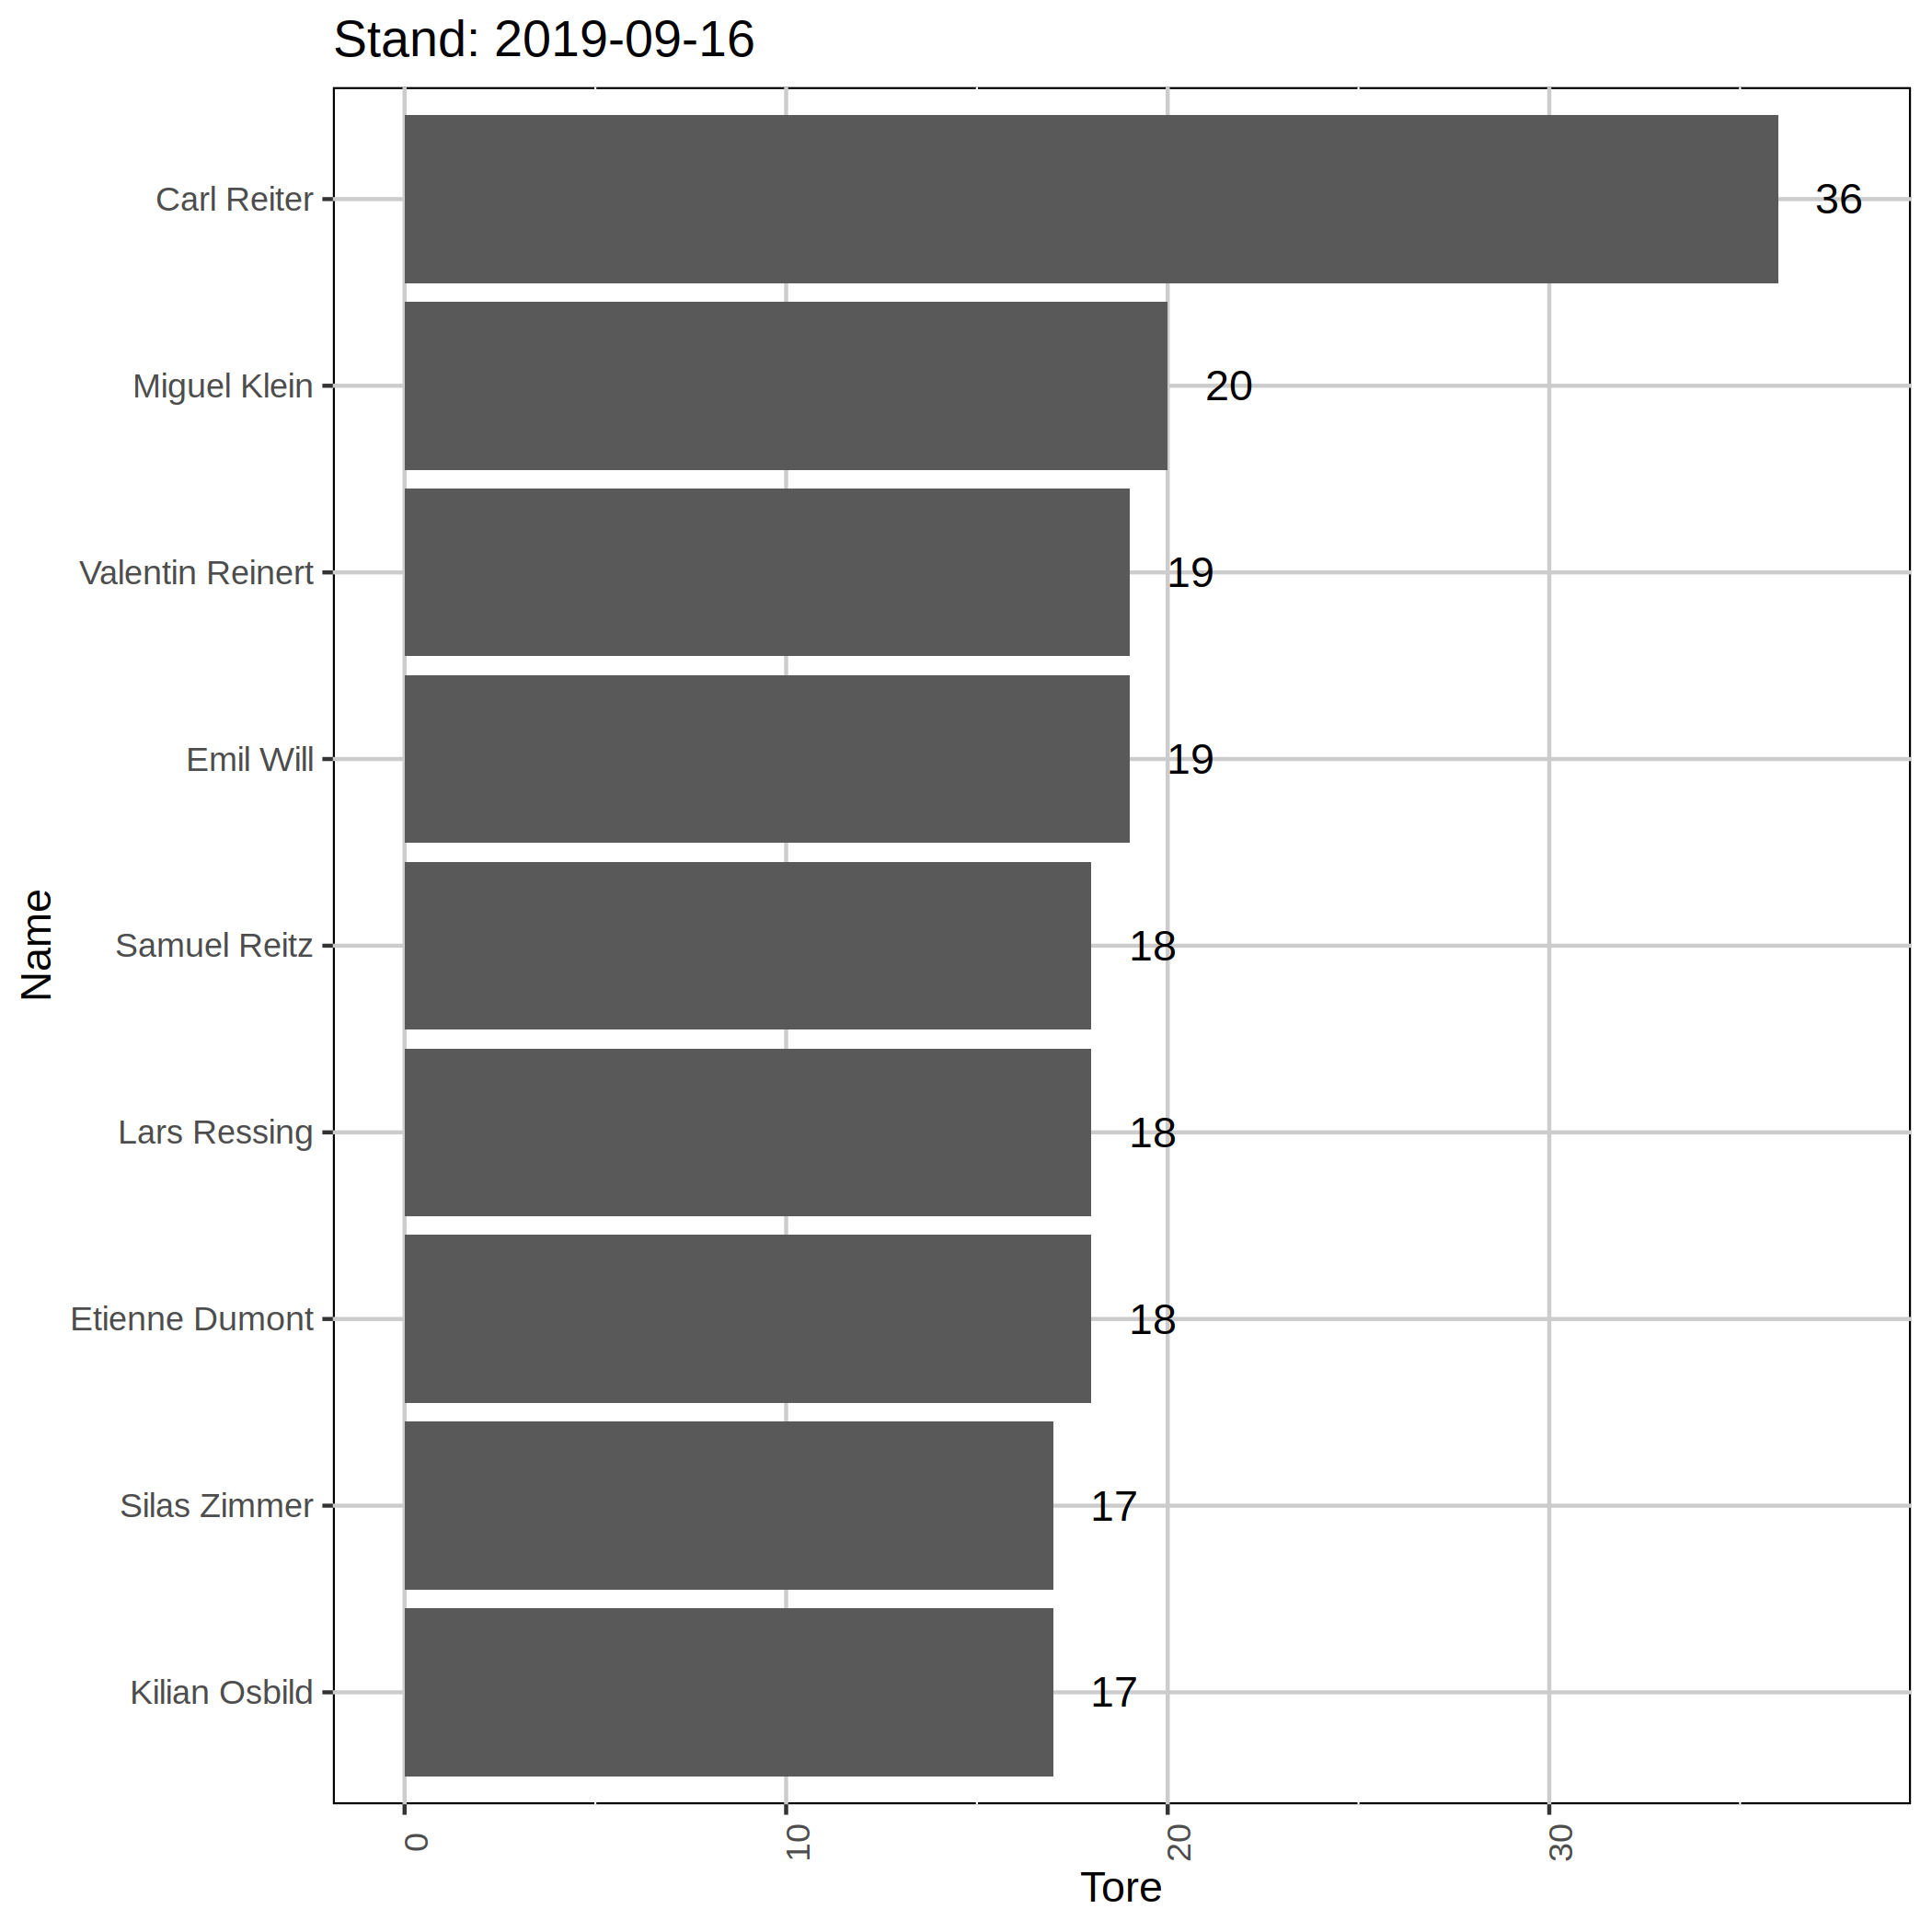 Stand: 2019-09-16
Carl Reiter 36
Miguel Klein 20
Valentin Reinert 19
Emil Will 19
Samuel Reitz 18
Lars Ressing 18
Etienne Dumont 18
Silas Zimmer 17
Kilian Osbild 17
Name
0 10 20 30
Tore